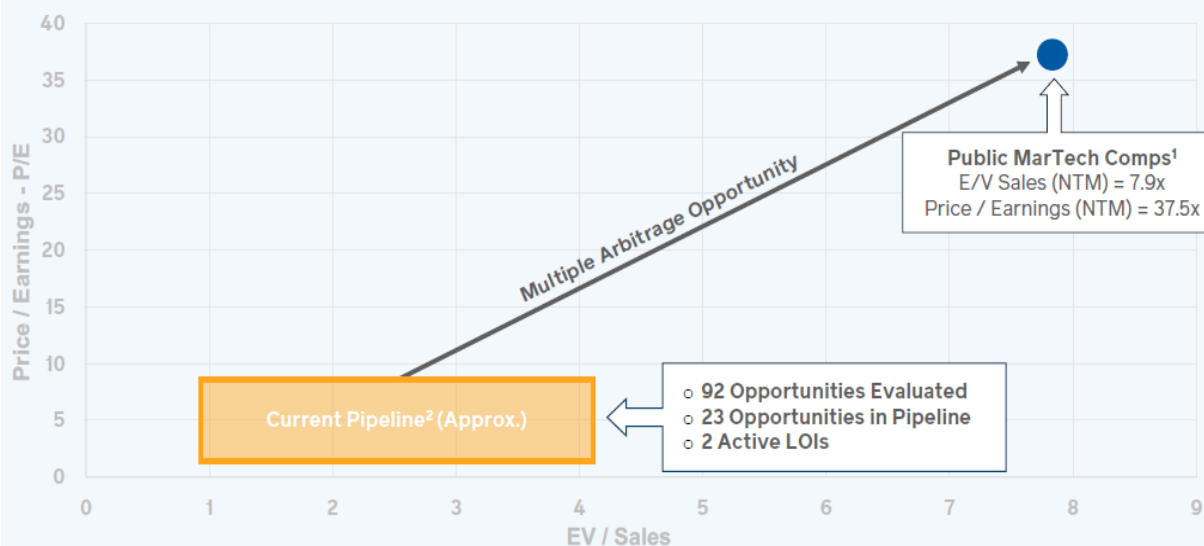 40
35
30
25
20
15
10
5
0
Price / Earnings - P/E
Multiple Arbitrage Opportunity
Public MarTech Comps¹
E/V Sales (NTM) = 7.9x
Price / Earnings (NTM) = 37.5x
Current Pipeline² (Approx.)
○ 92 Opportunities Evaluated
○ 23 Opportunities in Pipeline
○ 2 Active LOIs
0 1 2 3 4 5 6 7 8 9
EV / Sales